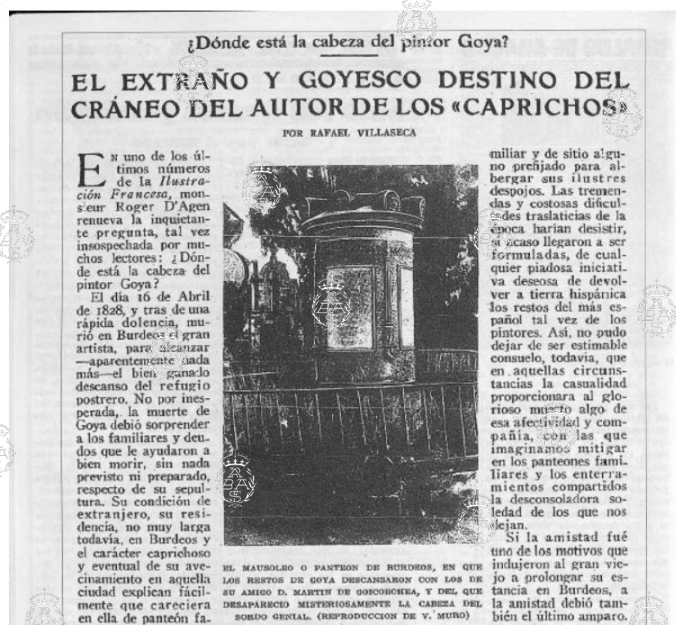 ¿Dónde está la cabeza del pintor Goya?
EL EXTRAÑO Y GOYESCO DESTINO DEL
CRÁNEO DEL AUTOR DE LOS «CAPRICHOS»
POR RAFAEL VILLASECA
EN uno de los úl-
timos números
de la Ilustra-
ción Francesa, mon-
sieur Roger D'Agen
renueva la inquietan-
te pregunta, tal vez
insospechada por mu-
chos lectores: ¿Dón-
de está la cabeza del
pintor Goya?
El día 16 de Abril
de 1828, y tras de una
rápida dolencia, mu-
rió en Burdeos el gran
artista, para alcanzar
—aparentemente nada
más—el bien ganado
descanso del refugio
postrero. No por ines-
perada, la muerte de
Goya debió sorprender
a los familiares y deu-
dos que le ayudaron a
bien morir, sin nada
previsto ni preparado,
respecto de su sepul-
tura. Su condición de
extranjero, su resi-
dencia, no muy larga
todavía, en Burdeos y
el carácter caprichoso
y eventual de su ave-
cinamiento en aquella
ciudad explican fácil-
mente que careciera
en ella de panteón fa-
EL MAUSOLEO O PANTEON DE BURDEOS, EN QUE
LOS RESTOS DE GOYA DESCANSARON CON LOS DE
SU AMIGO D. MARTIN DE GOICOECHEA, Y DEL QUE
DESAPARECIO MISTERIOSAMENTE LA CABEZA DEL
SORDO GENIAL. (REPRODUCCION DE V. MURO)
miliar y de sitio algu-
no prefijado para al-
bergar sus ilustres
despojos. Las tremen-
das y costosas dificul-
tades traslaticias de la
época harían desistir,
si acaso llegaron a ser
formuladas, de cual-
quier piadosa iniciati-
va deseosa de devol-
ver a tierra hispánica
los restos del más es-
pañol tal vez de los
pintores. Así, no pudo
dejar de ser estimable
consuelo, todavía, que
en aquellas circuns-
tancias la casualidad
proporcionara al glo-
rioso muerto algo de
esa afectividad y com-
pañía, con las que
imaginamos mitigar
en los panteones fami-
liares y los enterra-
mientos compartidos
la desconsoladora so-
ledad de los que nos
dejan.
Si la amistad fué
uno de los motivos que
indujeron al gran vie-
jo a prolongar su es-
tancia en Burdeos, a
la amistad debió tam-
bién el último amparo.